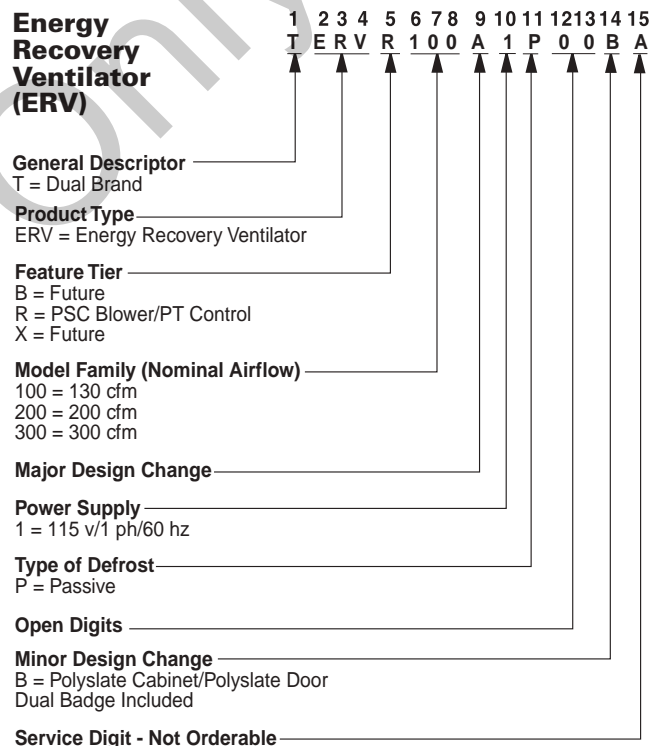 Energy
Recovery
Ventilator
(ERV)
1 2 3 4 5 6 7 8 9 10 11 12 13 14 15
T E R V R 1 0 0 A 1 P 0 0 B A
General Descriptor
T = Dual Brand
Product Type
ERV = Energy Recovery Ventilator
Feature Tier
B = Future
R = PSC Blower/PT Control
X = Future
Model Family (Nominal Airflow)
100 = 130 cfm
200 = 200 cfm
300 = 300 cfm
Major Design Change
Power Supply
1 = 115 v/1 ph/60 hz
Type of Defrost
P = Passive
Open Digits
Minor Design Change
B = Polyslate Cabinet/Polyslate Door
Dual Badge Included
Service Digit - Not Orderable